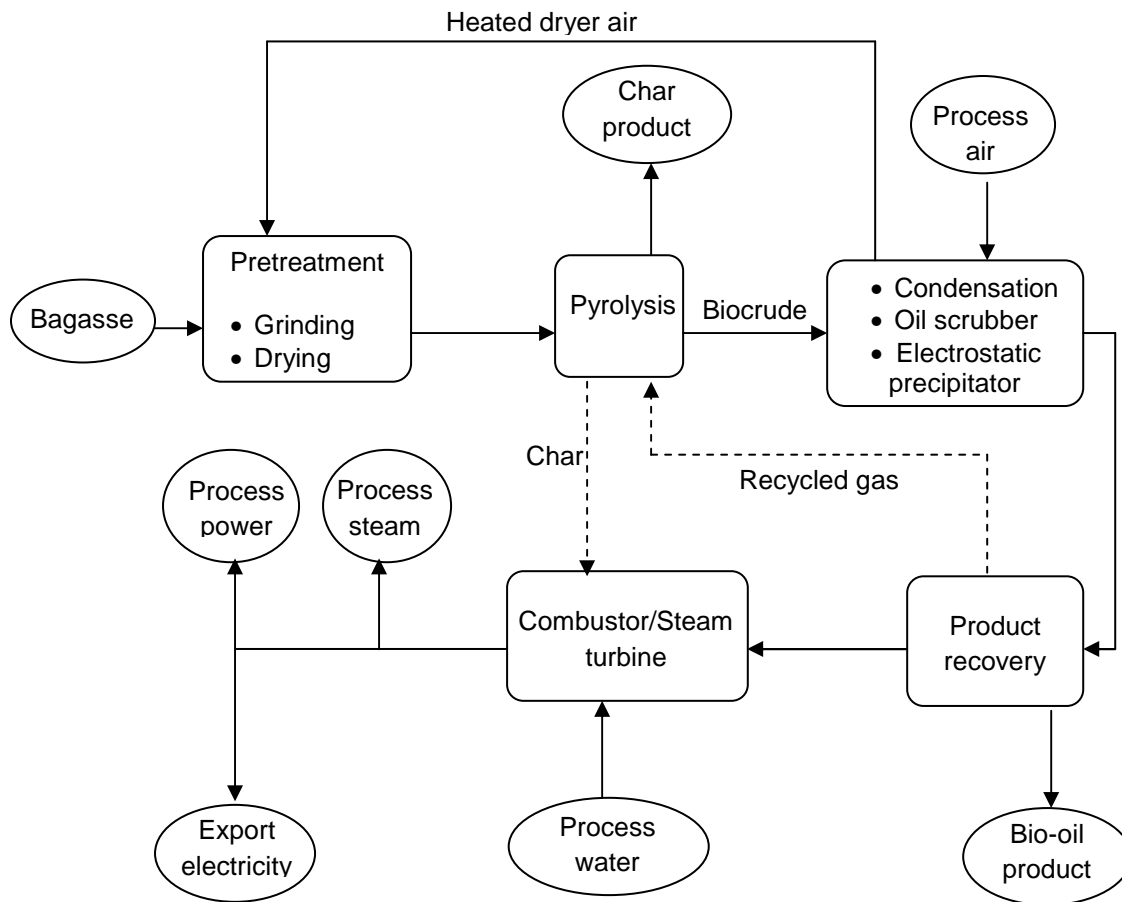 Heated dryer air
Char
product
Process
air
Pretreatment
• Grinding
• Drying
Pyrolysis
Biocrude
• Condensation
• Oil scrubber
• Electrostatic
precipitator
Bagasse
Char
Recycled gas
Process
power
Process
steam
Combustor/Steam
turbine
Product
recovery
Export
electricity
Process
water
Bio-oil
product